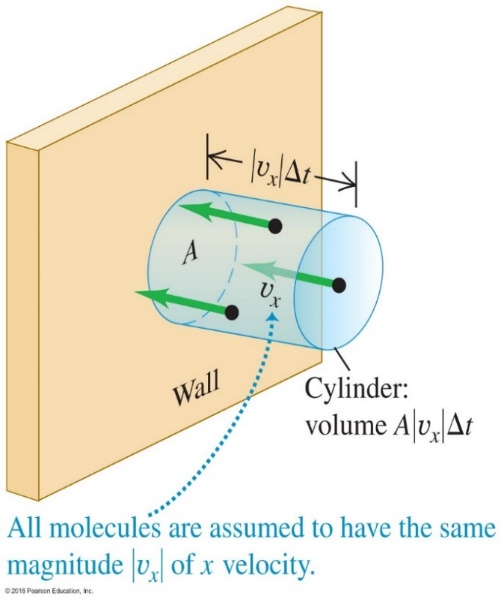 |vₓ|Δt
A
vₓ
Wall
Cylinder:
volume A|vₓ|Δt
All molecules are assumed to have the same
magnitude |vₓ| of x velocity.
© 2016 Pearson Education, Inc.